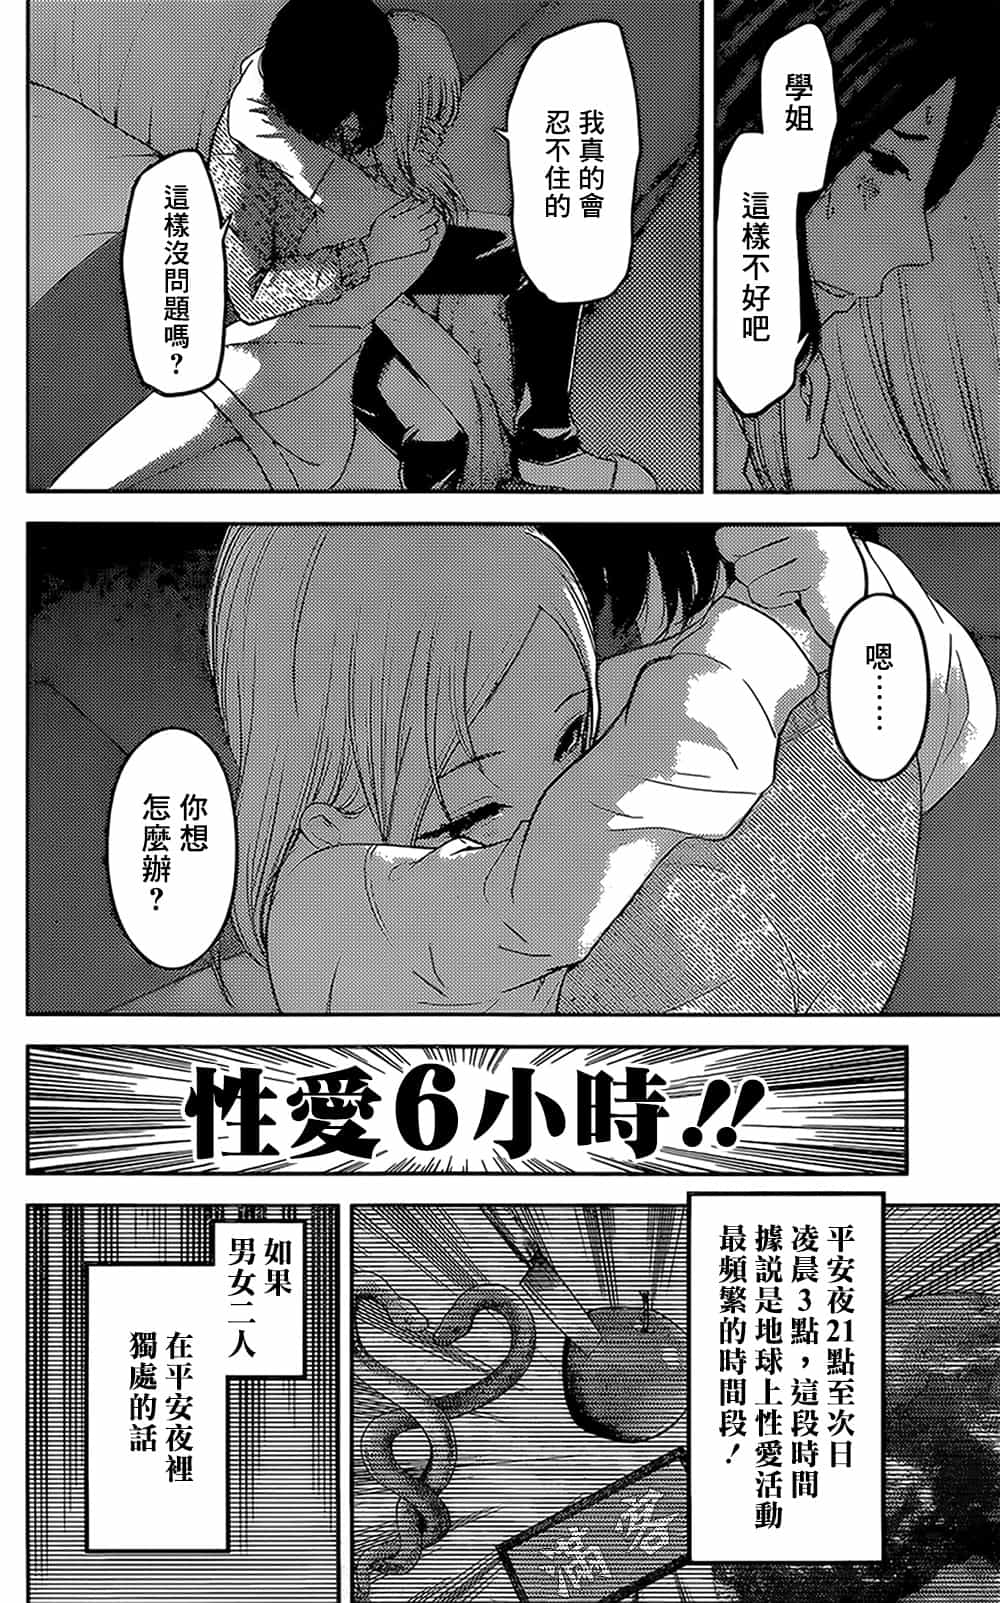 學姐
這樣不好吧
我真的會
忍不住的
這樣沒問題嗎？
嗯……
你想
怎麼辦？
性愛6小時!!
平安夜21點至次日
凌晨3點，這段時間
據說是地球上性愛活動
最頻繁的時間段！
滿客
如果
男女二人
在平安夜裡
獨處的話